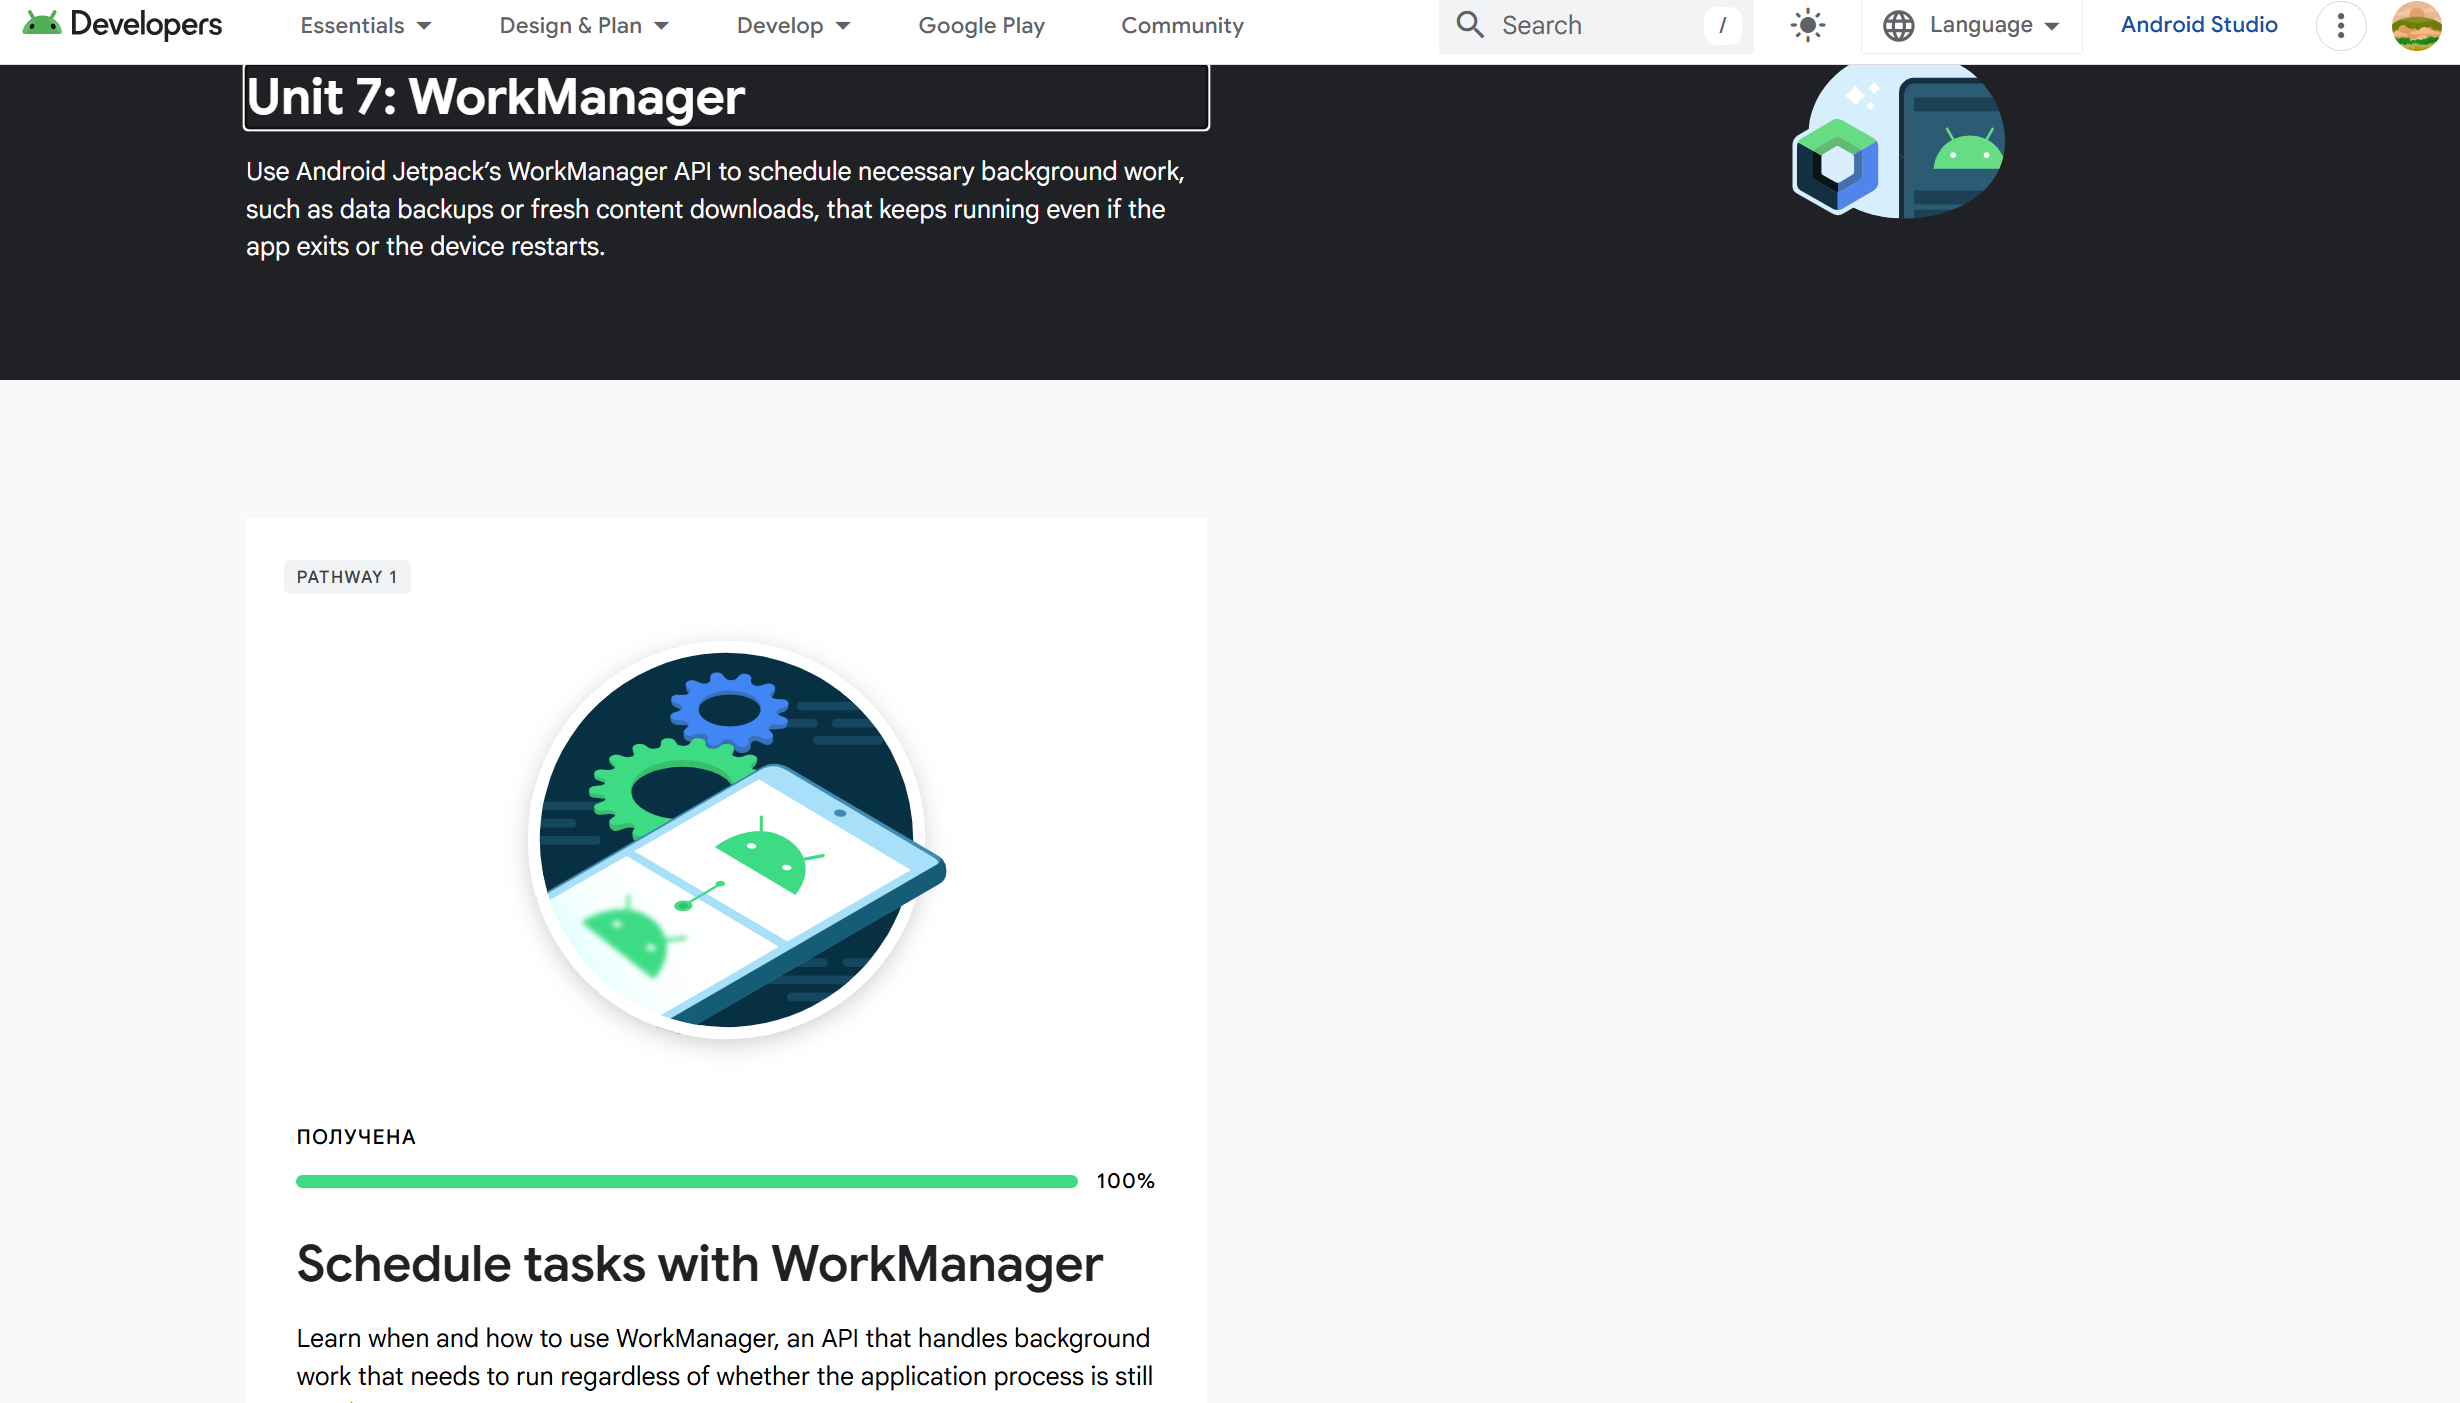 Developers
Essentials
Design & Plan
Develop
Google Play
Community
Search
/
Language
Android Studio
Unit 7: WorkManager
Use Android Jetpack’s WorkManager API to schedule necessary background work,
such as data backups or fresh content downloads, that keeps running even if the
app exits or the device restarts.
PATHWAY 1
ПОЛУЧЕНА
100%
Schedule tasks with WorkManager
Learn when and how to use WorkManager, an API that handles background
work that needs to run regardless of whether the application process is still